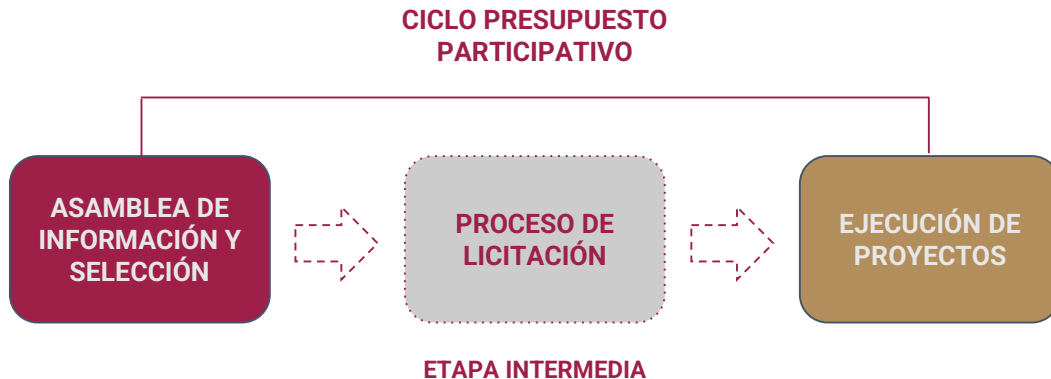 CICLO PRESUPUESTO
PARTICIPATIVO
ASAMBLEA DE
INFORMACIÓN Y
SELECCIÓN
PROCESO DE
LICITACIÓN
EJECUCIÓN DE
PROYECTOS
ETAPA INTERMEDIA